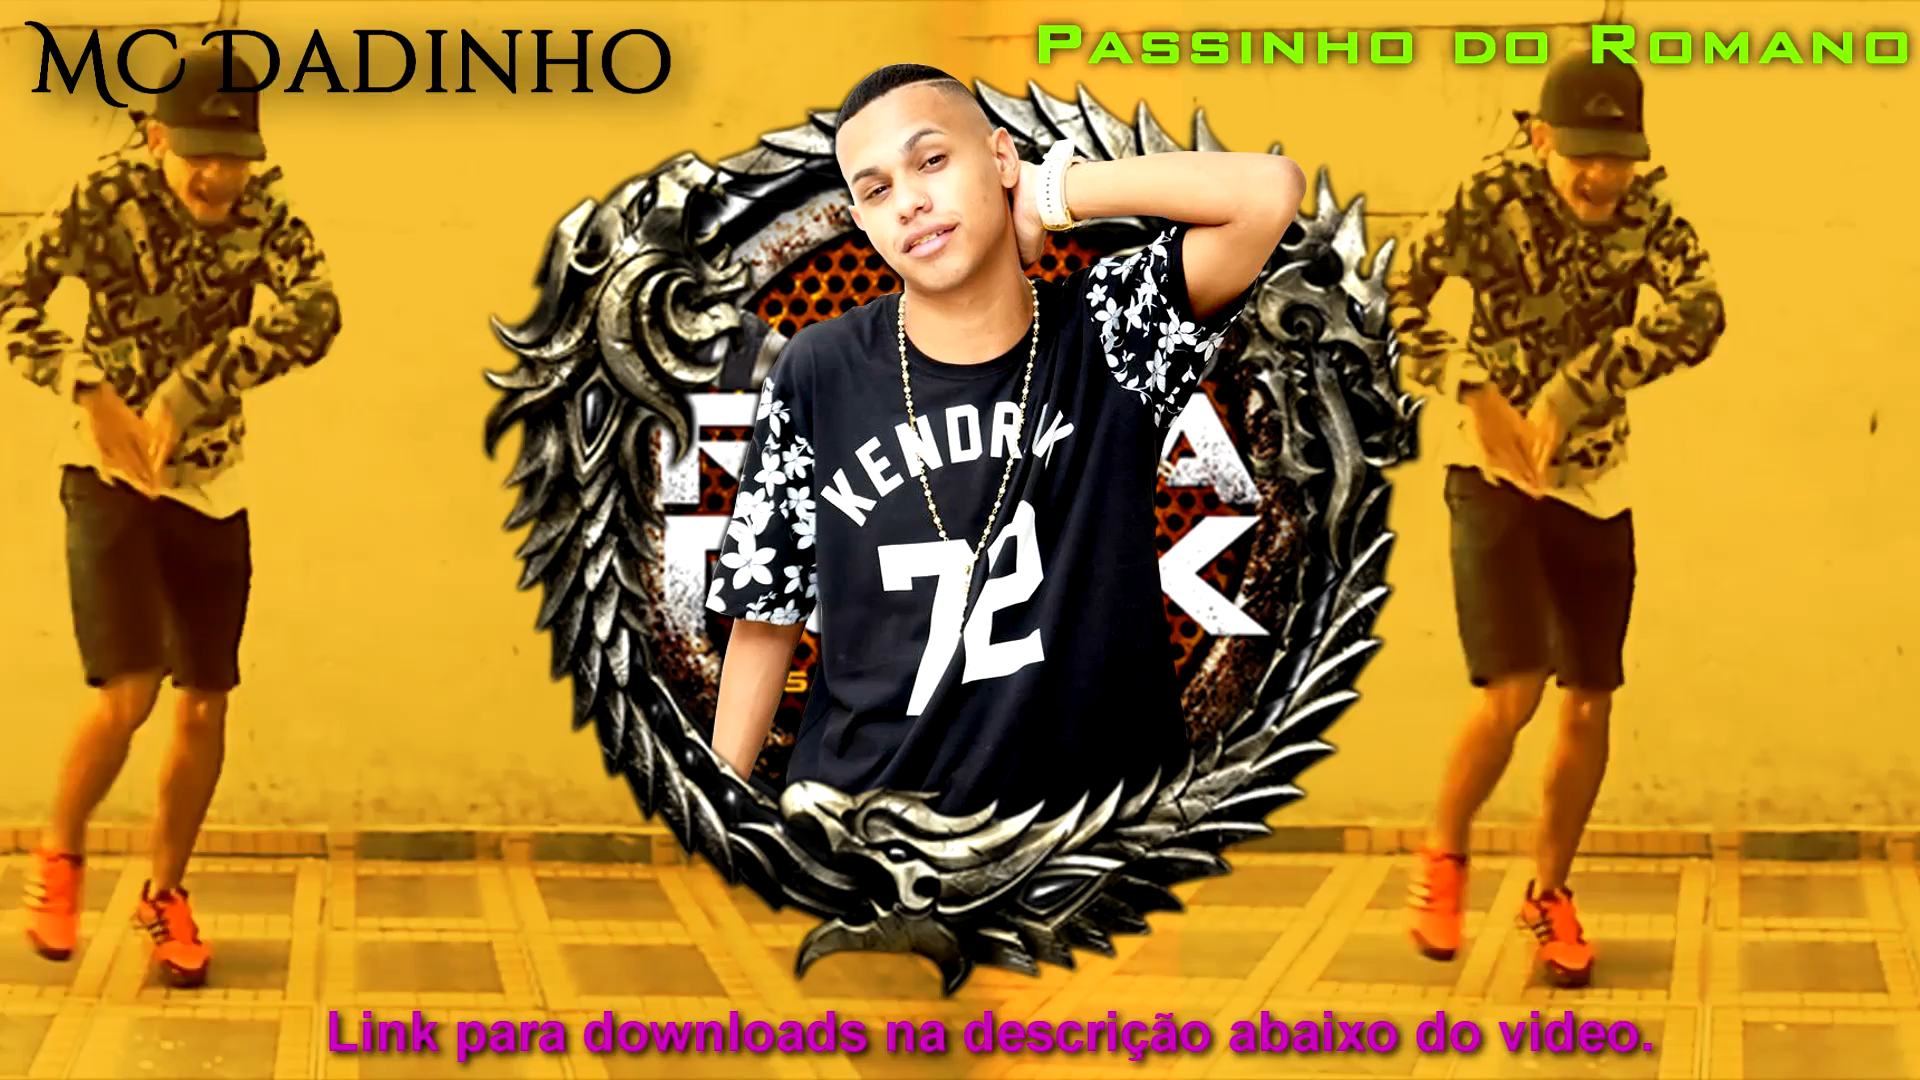 MC Dadinho
Passinho do Romano
KENDRICK
72
Link para downloads na descrição abaixo do video.